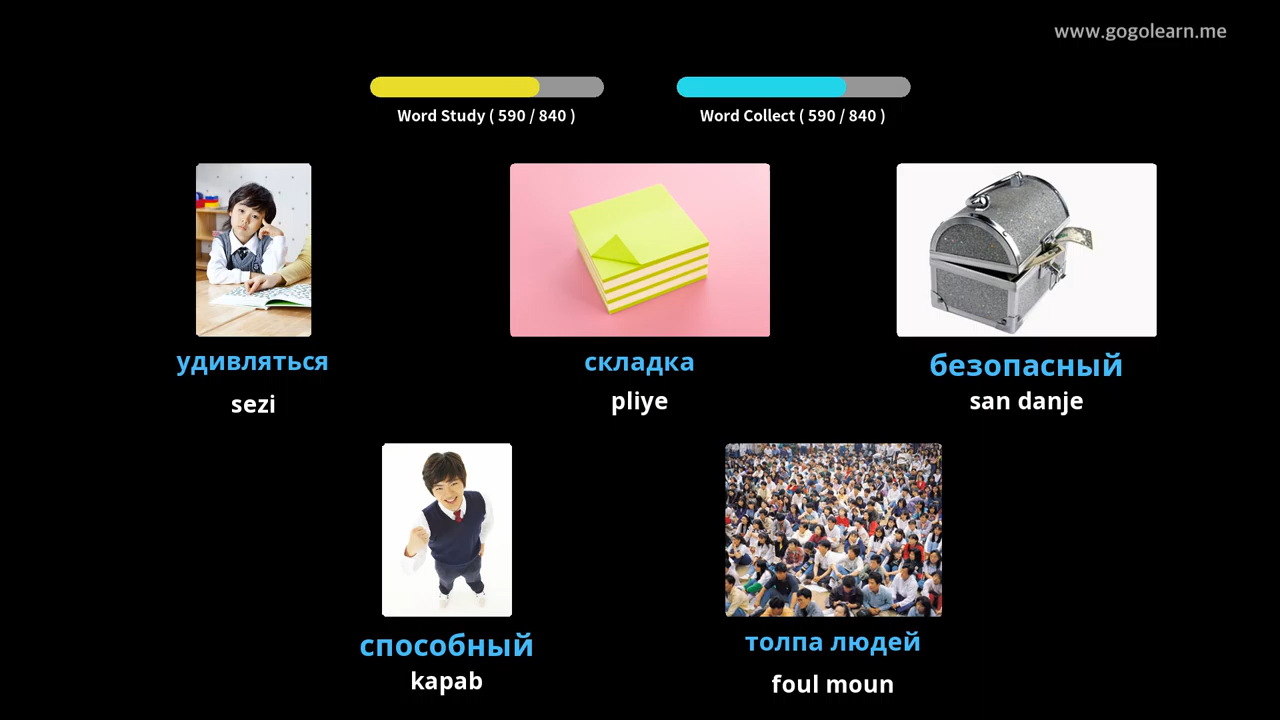 www.gogolearn.me
Word Study ( 590 / 840 )
Word Collect ( 590 / 840 )
удивляться
sezi
складка
pliye
безопасный
san danje
способный
kapab
толпа людей
foul moun